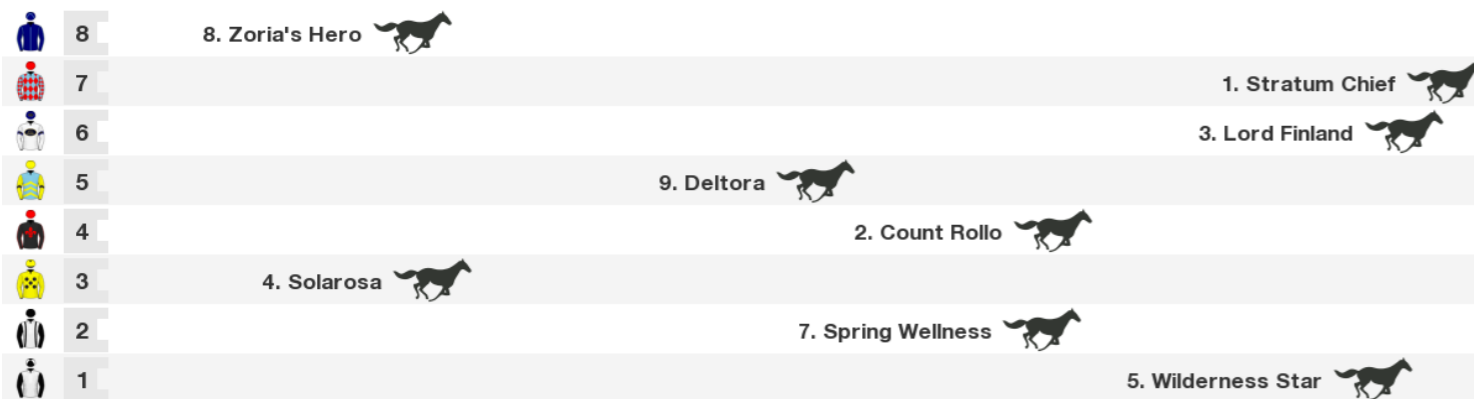 8 8. Zoria's Hero
7 1. Stratum Chief
6 3. Lord Finland
5 9. Deltora
4 2. Count Rollo
3 4. Solarosa
2 7. Spring Wellness
1 5. Wilderness Star